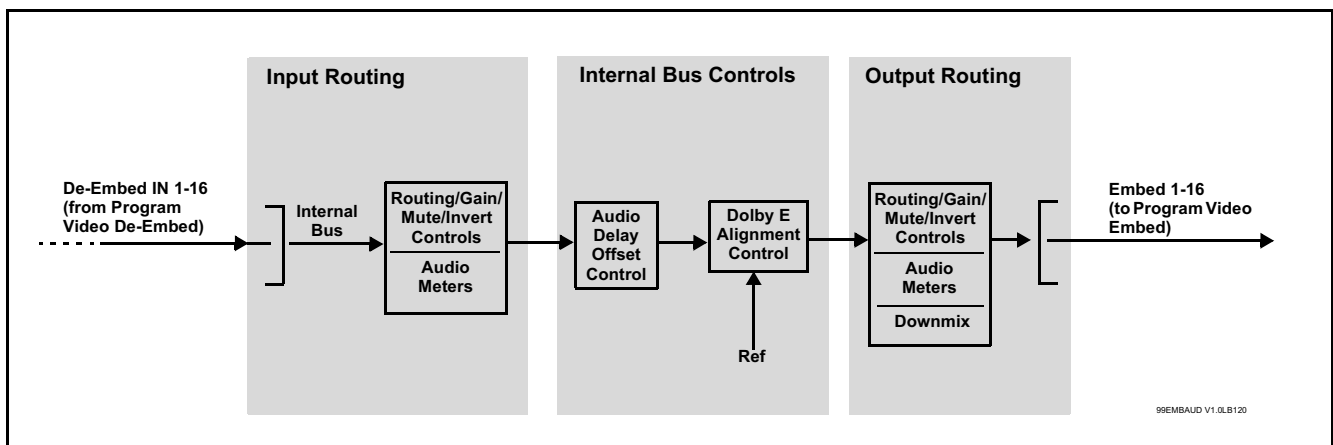 Input Routing
Internal Bus Controls
Output Routing
De-Embed IN 1-16
(from Program
Video De-Embed)
Internal
Bus
Routing/Gain/
Mute/Invert
Controls
Audio
Meters
Audio
Delay
Offset
Control
Dolby E
Alignment
Control
Ref
Routing/Gain/
Mute/Invert
Controls
Audio
Meters
Downmix
Embed 1-16
(to Program Video
Embed)
99EMBAUD V1.0LB120